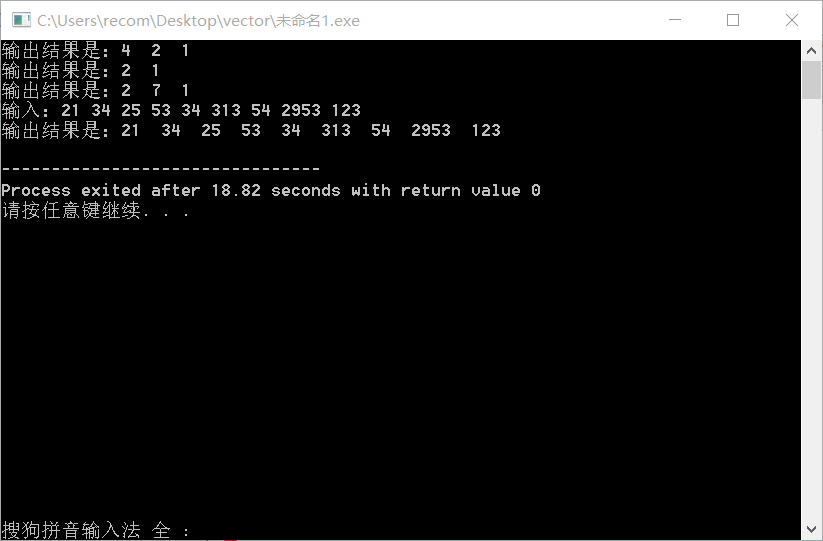 C:\Users\recom\Desktop\vector\未命名1.exe
输出结果是：4  2  1
输出结果是：2  1
输出结果是：2  7  1
输入：21 34 25 53 34 313 54 2953 123
输出结果是：21  34  25  53  34  313  54  2953  123
--------------------------------
Process exited after 18.82 seconds with return value 0
请按任意键继续. . .
搜狗拼音输入法 全 ：